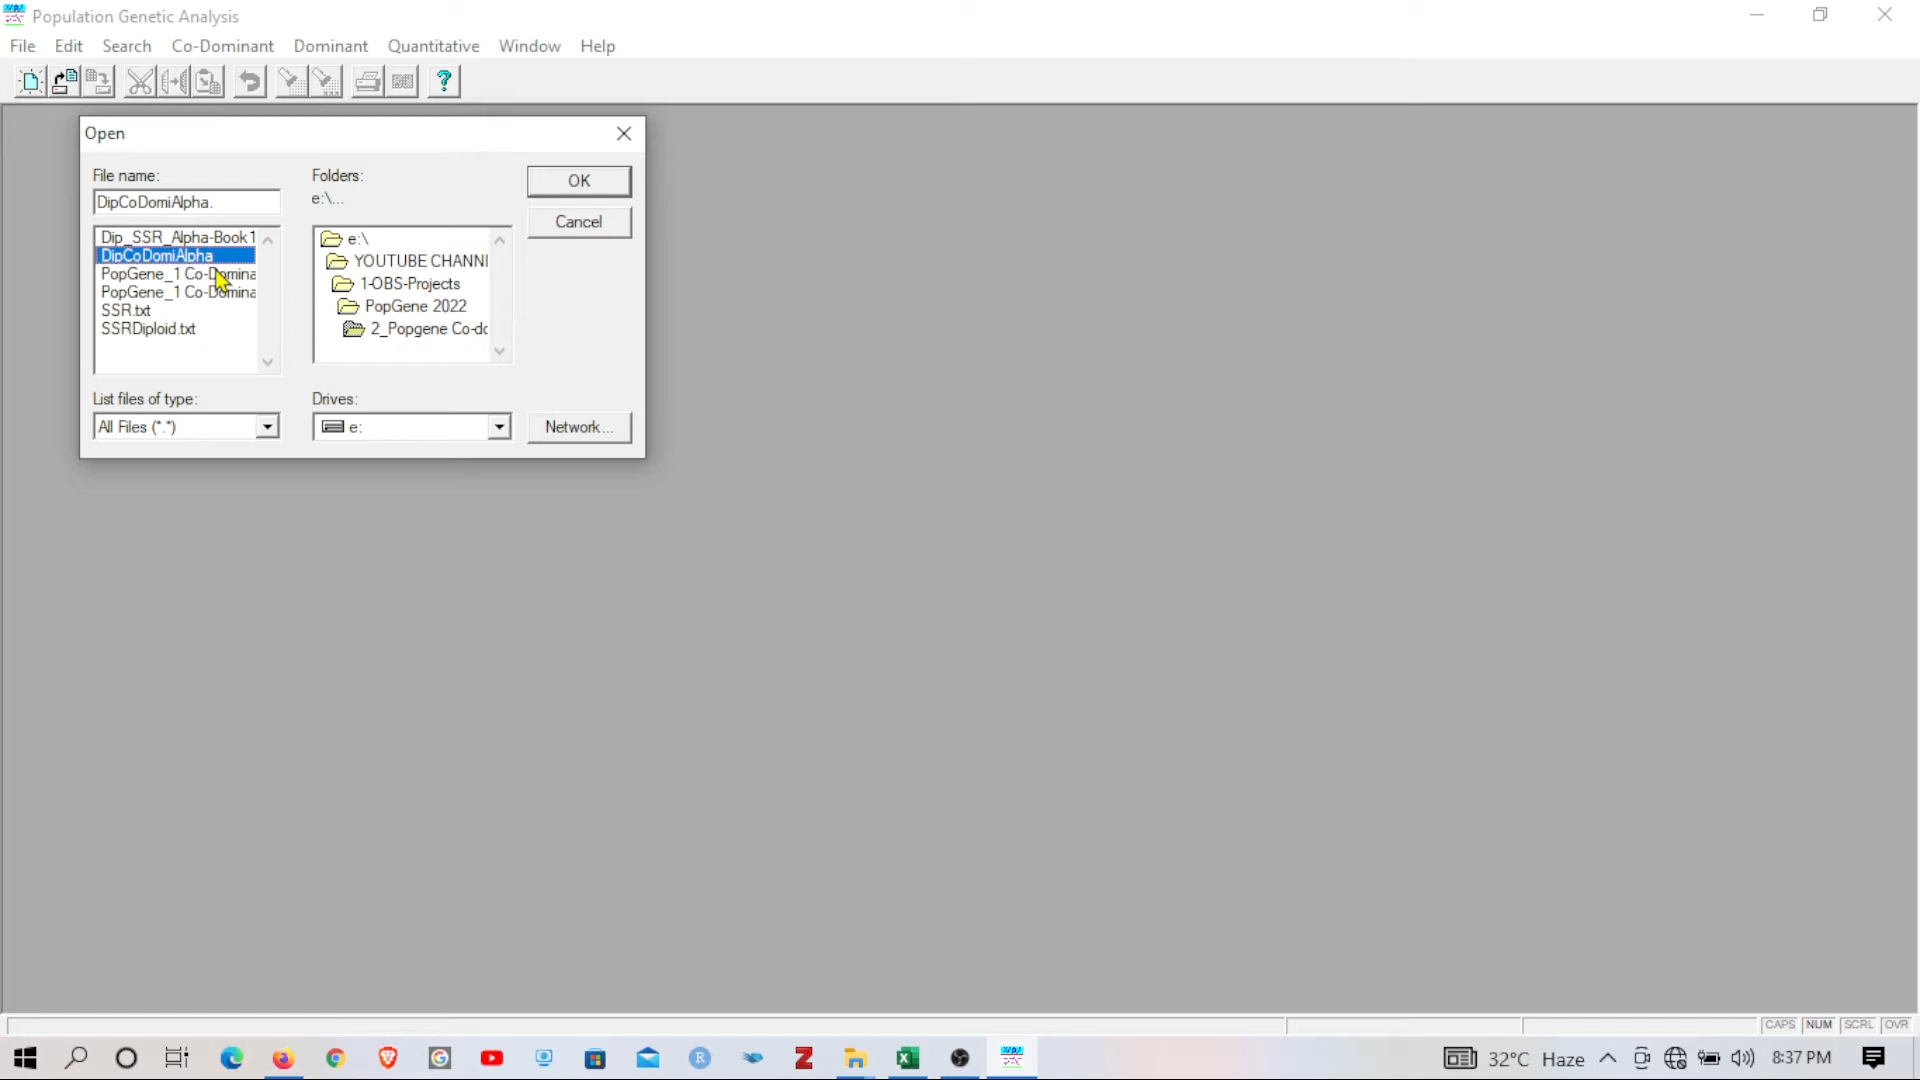 Population Genetic Analysis
File Edit Search Co-Dominant Dominant Quantitative Window Help
Open
File name:
DipCoDomiAlpha.
Dip_SSR_Alpha-Book1
DipCoDomiAlpha
PopGene_1 Co-Domina
PopGene_1 Co-Domina
SSR.txt
SSRDiploid.txt
List files of type:
All Files (*.*)
Folders:
e:\...
e:\
YOUTUBE CHANNI
1-OBS-Projects
PopGene 2022
2_Popgene Co-do
Drives:
e:
OK
Cancel
Network...
CAPS NUM SCRL OVR
32°C Haze 8:37 PM